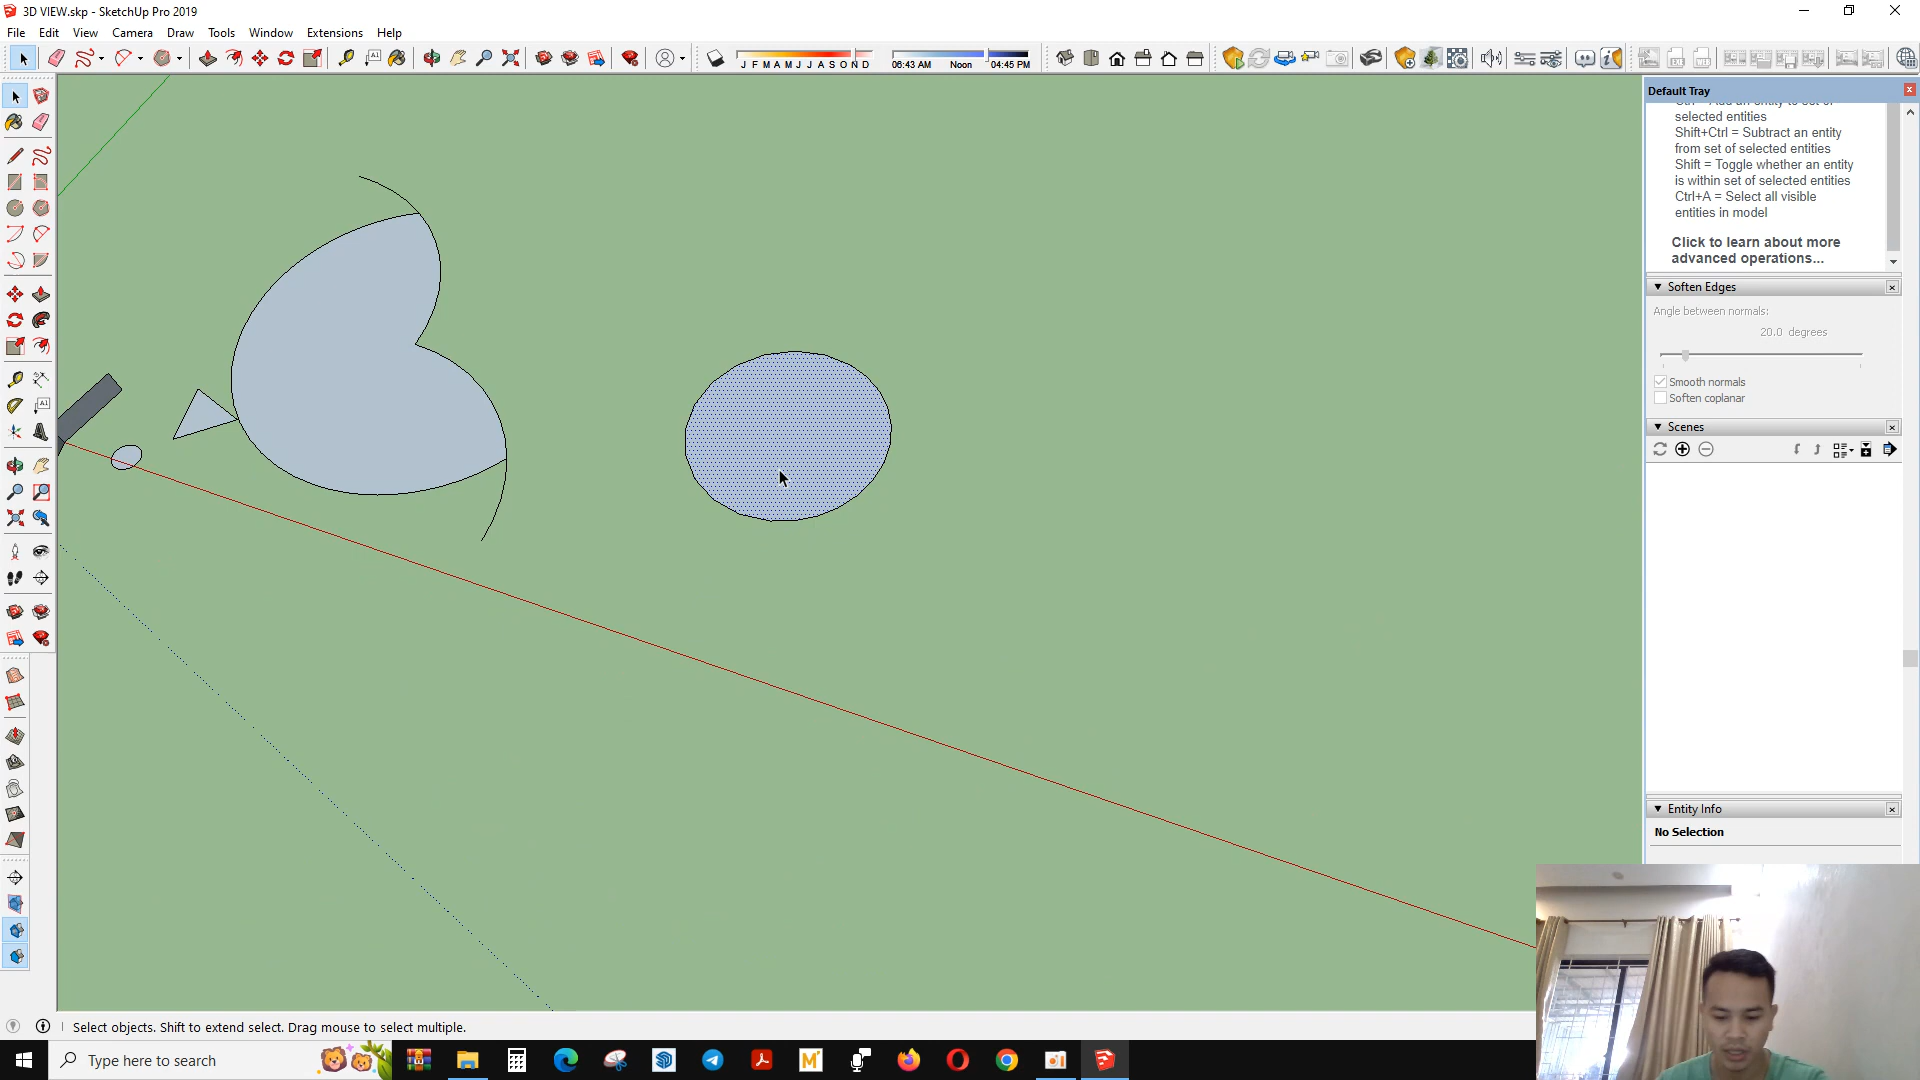 3D VIEW.skp - SketchUp Pro 2019
File Edit View Camera Draw Tools Window Extensions Help
J F M A M J J A S O N D
06:43 AM Noon 04:45 PM
Default Tray
selected entities
Shift+Ctrl = Subtract an entity
from set of selected entities
Shift = Toggle whether an entity
is within set of selected entities
Ctrl+A = Select all visible
entities in model
Click to learn about more
advanced operations...
Soften Edges
Angle between normals:
20.0 degrees
Smooth normals
Soften coplanar
Scenes
Entity Info
No Selection
Select objects. Shift to extend select. Drag mouse to select multiple.
Type here to search